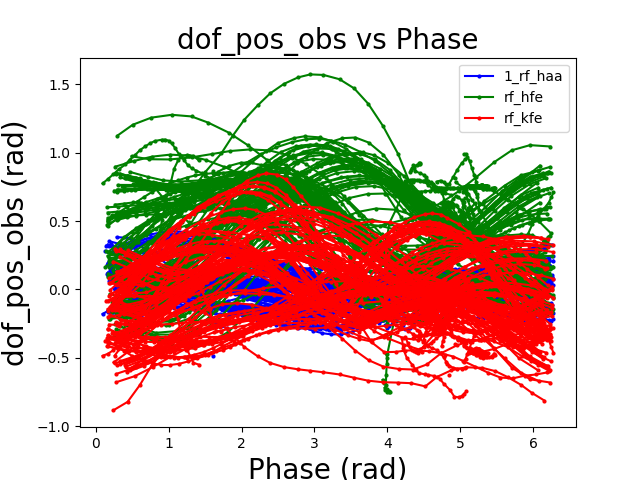 dof_pos_obs vs Phase
1_rf_haa
rf_hfe
rf_kfe
dof_pos_obs (rad)
1.5
1.0
0.5
0.0
−0.5
−1.0
0 1 2 3 4 5 6
Phase (rad)